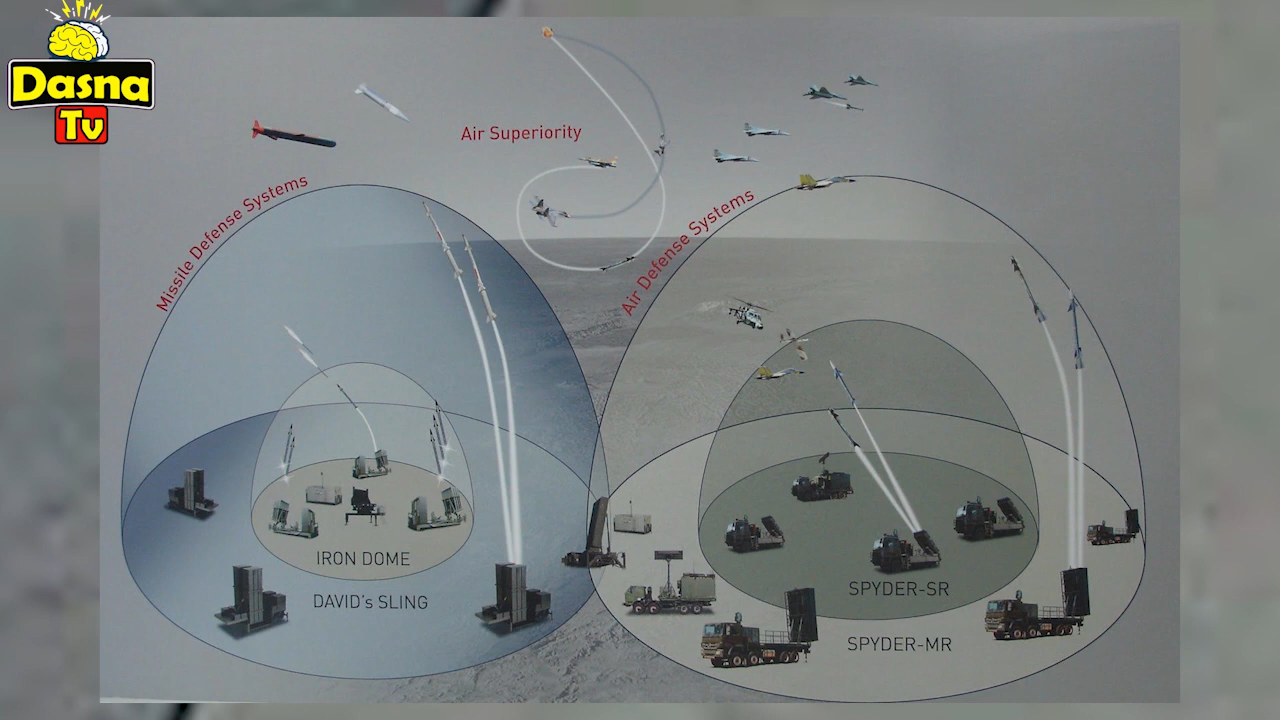 Dasna
Tv
Air Superiority
Missile Defense Systems
Air Defense Systems
IRON DOME
DAVID's SLING
SPYDER-SR
SPYDER-MR